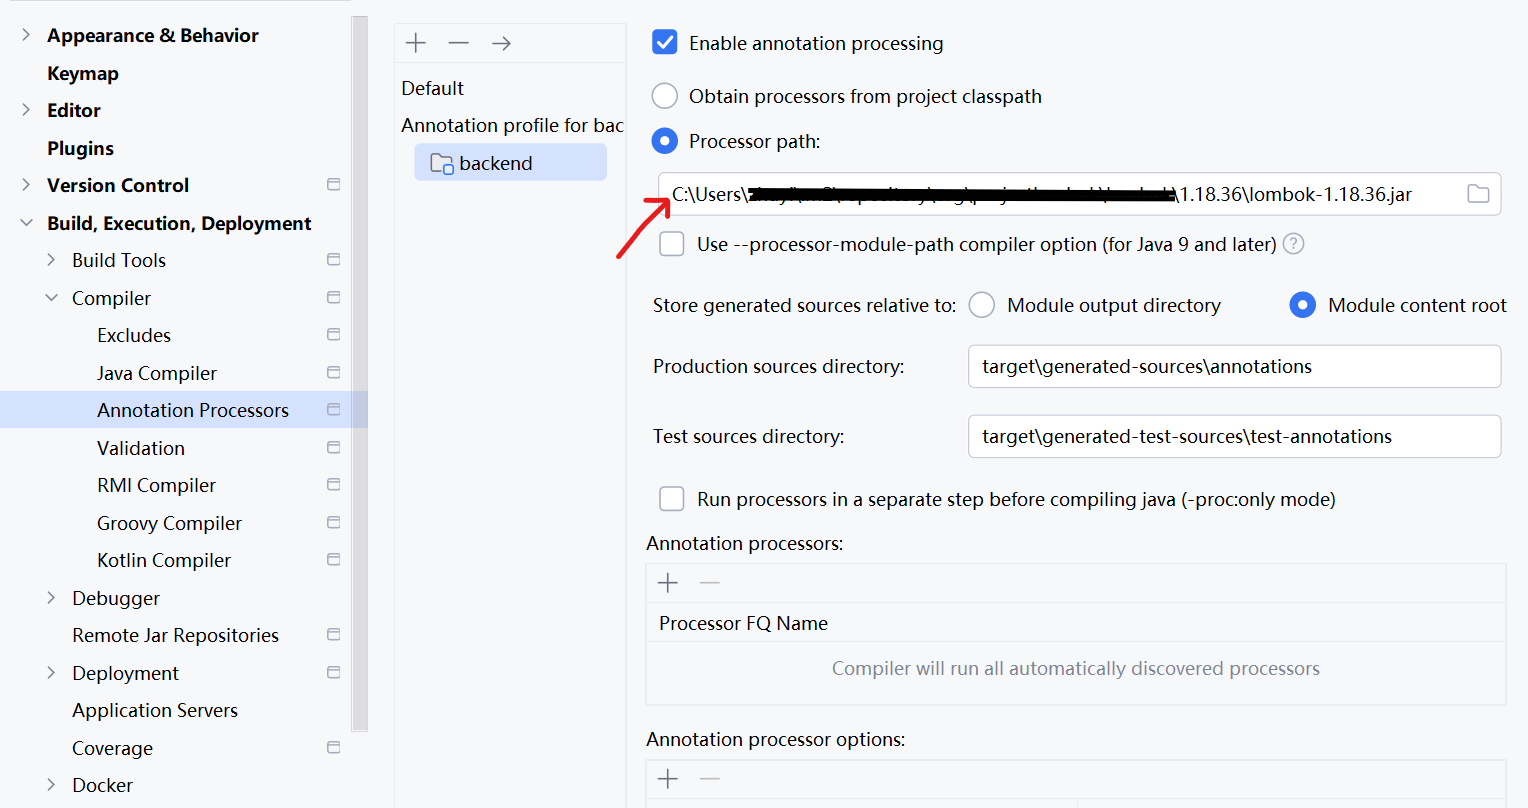 Appearance & Behavior
Keymap
Editor
Plugins
Version Control
Build, Execution, Deployment
Build Tools
Compiler
Excludes
Java Compiler
Annotation Processors
Validation
RMI Compiler
Groovy Compiler
Kotlin Compiler
Debugger
Remote Jar Repositories
Deployment
Application Servers
Coverage
Docker
Default
Annotation profile for bac
backend
Enable annotation processing
Obtain processors from project classpath
Processor path:
C:\Users\ \1.18.36\lombok-1.18.36.jar
Use --processor-module-path compiler option (for Java 9 and later) ?
Store generated sources relative to: Module output directory Module content root
Production sources directory: target\generated-sources\annotations
Test sources directory: target\generated-test-sources\test-annotations
Run processors in a separate step before compiling java (-proc:only mode)
Annotation processors:
Processor FQ Name
Compiler will run all automatically discovered processors
Annotation processor options: